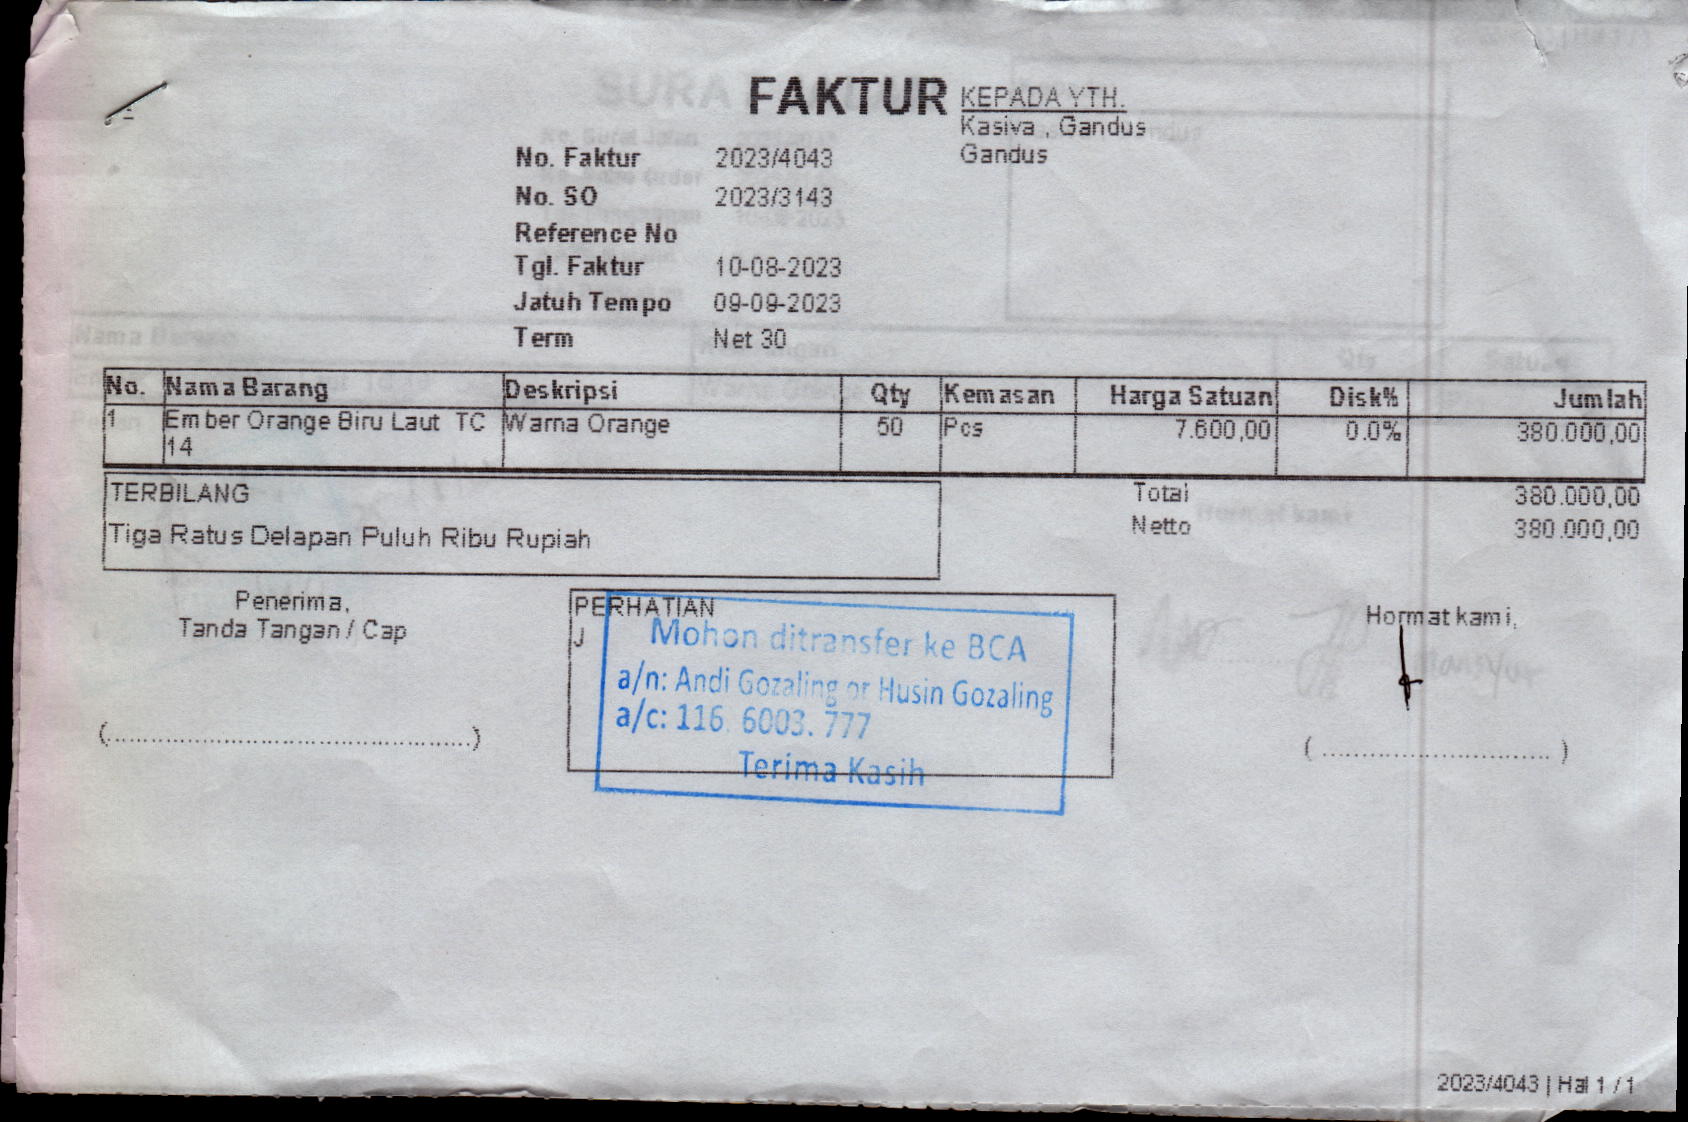 FAKTUR
KEPADA YTH.
Kasiva , Gandus
Gandus
No. Faktur 2023/4043
No. SO 2023/3143
Reference No
Tgl. Faktur 10-08-2023
Jatuh Tempo 09-09-2023
Term Net 30
No. Nama Barang Deskripsi Qty Kemasan Harga Satuan Disk% Jumlah
1 Ember Orange Biru Laut TC Warna Orange 50 Pcs 7.600,00 0.0% 380.000,00
14
TERBILANG
Tiga Ratus Delapan Puluh Ribu Rupiah
Total 380.000,00
Netto 380.000,00
Penerima,
Tanda Tangan / Cap
(..................................................)
PERHATIAN
J
Mohon ditransfer ke BCA
a/n: Andi Gozaling or Husin Gozaling
a/c: 116. 6003. 777
Terima Kasih
Hormat kami,
( ............................... )
2023/4043 | Hal 1 / 1